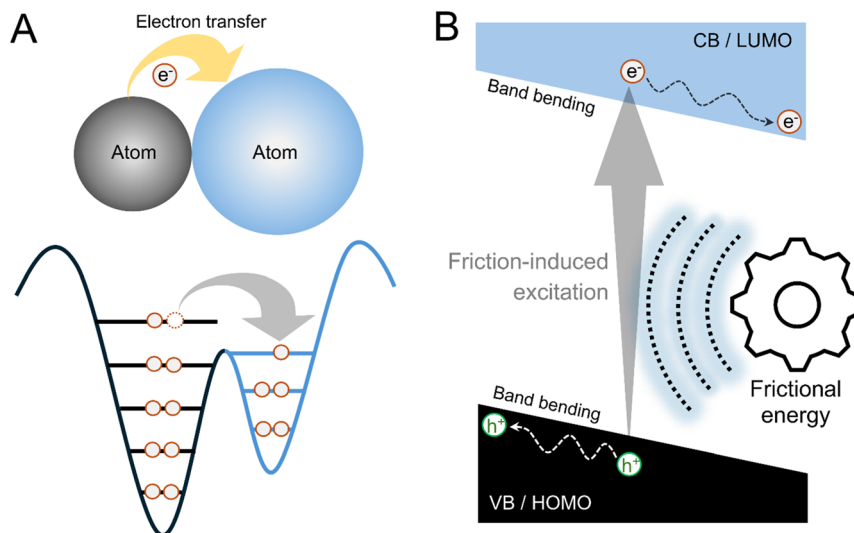 A
Electron transfer
e⁻
Atom
Atom
B
CB / LUMO
e⁻
Band bending
e⁻
Friction-induced
excitation
Frictional
energy
Band bending
h⁺
h⁺
VB / HOMO